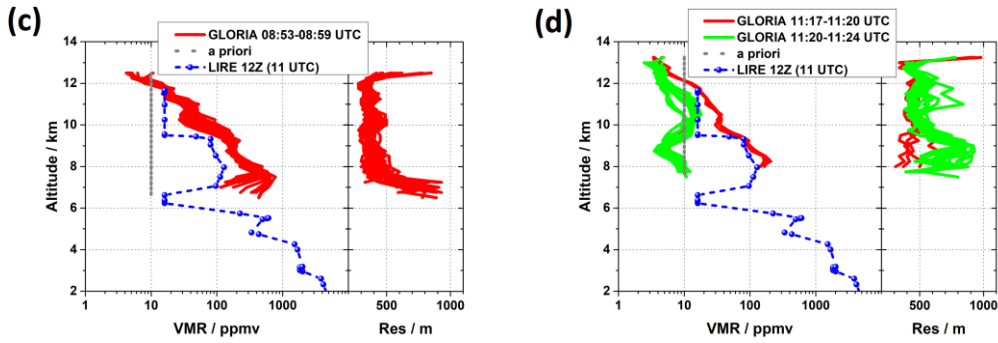 (c)
GLORIA 08:53-08:59 UTC
a priori
LIRE 12Z (11 UTC)
Altitude / km
14
12
10
8
6
4
2
1 10 100 1000
500 1000
VMR / ppmv
Res / m
(d)
GLORIA 11:17-11:20 UTC
GLORIA 11:20-11:24 UTC
a priori
LIRE 12Z (11 UTC)
Altitude / km
14
12
10
8
6
4
2
1 10 100 1000
500 1000
VMR / ppmv
Res / m